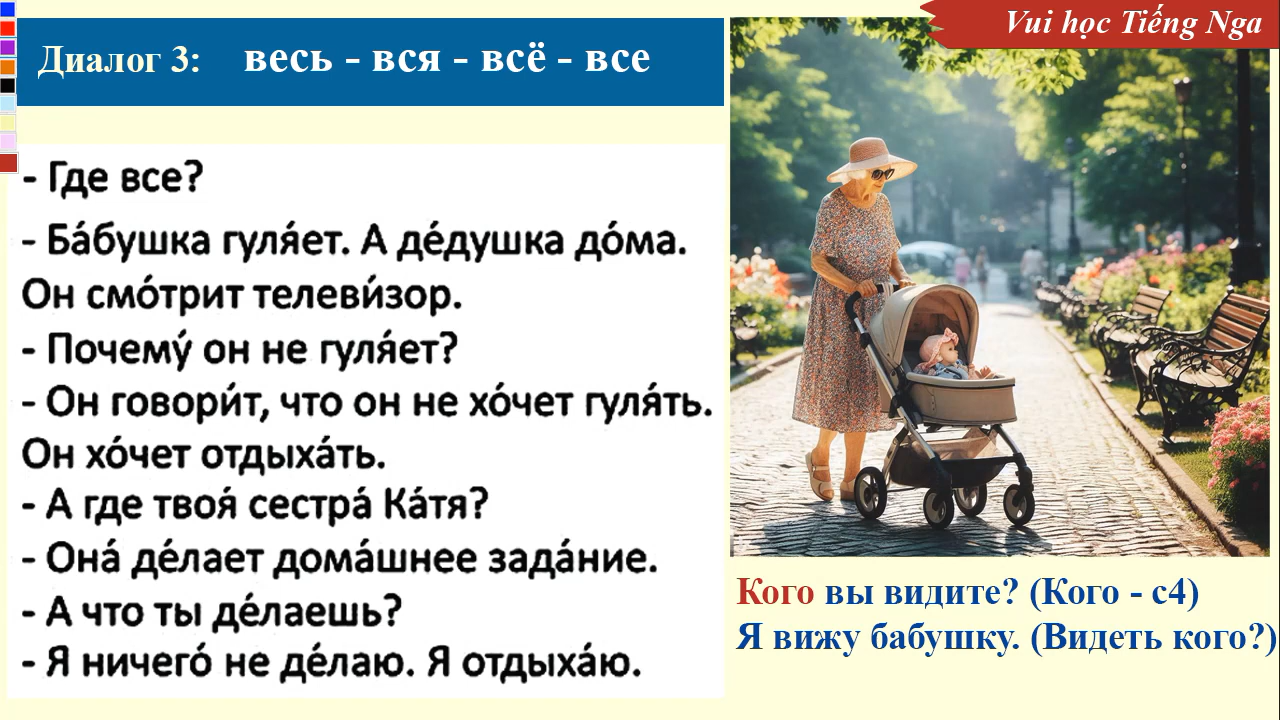 Vui học Tiếng Nga
Диалог 3: весь - вся - всё - все
- Где все?
- Ба́бушка гуля́ет. А де́душка до́ма.
Он смо́трит телеви́зор.
- Почему́ он не гуля́ет?
- Он говори́т, что он не хо́чет гуля́ть.
Он хо́чет отдыха́ть.
- А где твоя́ сестра́ Ка́тя?
- Она́ де́лает дома́шнее зада́ние.
- А что ты де́лаешь?
- Я ничего́ не де́лаю. Я отдыха́ю.
Кого вы видите? (Кого - с4)
Я вижу бабушку. (Видеть кого?)